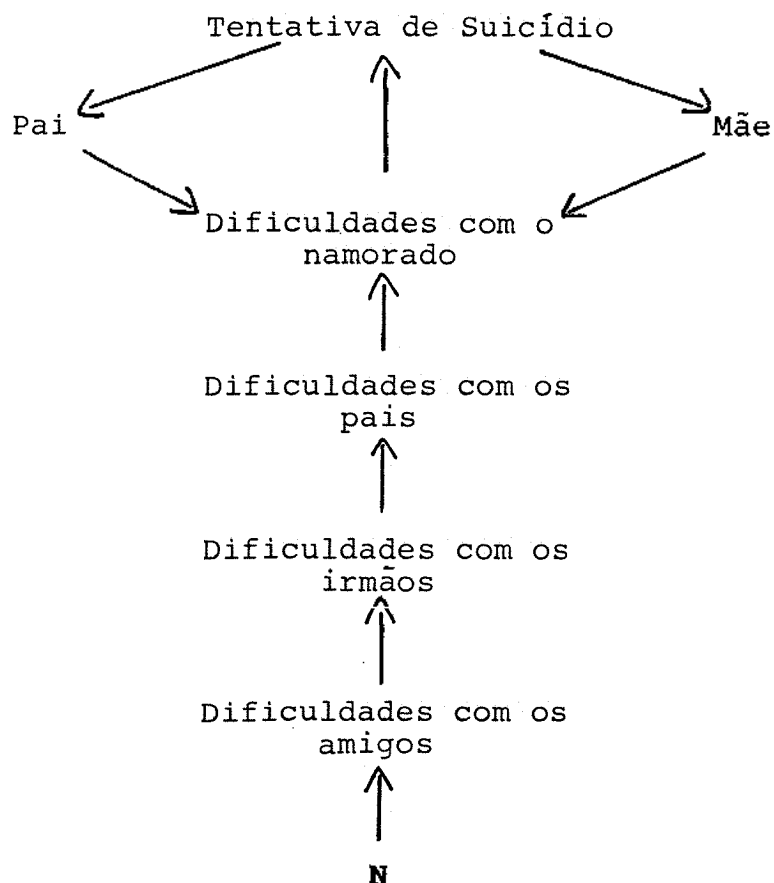 Tentativa de Suicídio
Pai
Mãe
Dificuldades com o
namorado
Dificuldades com os
pais
Dificuldades com os
irmãos
Dificuldades com os
amigos
N